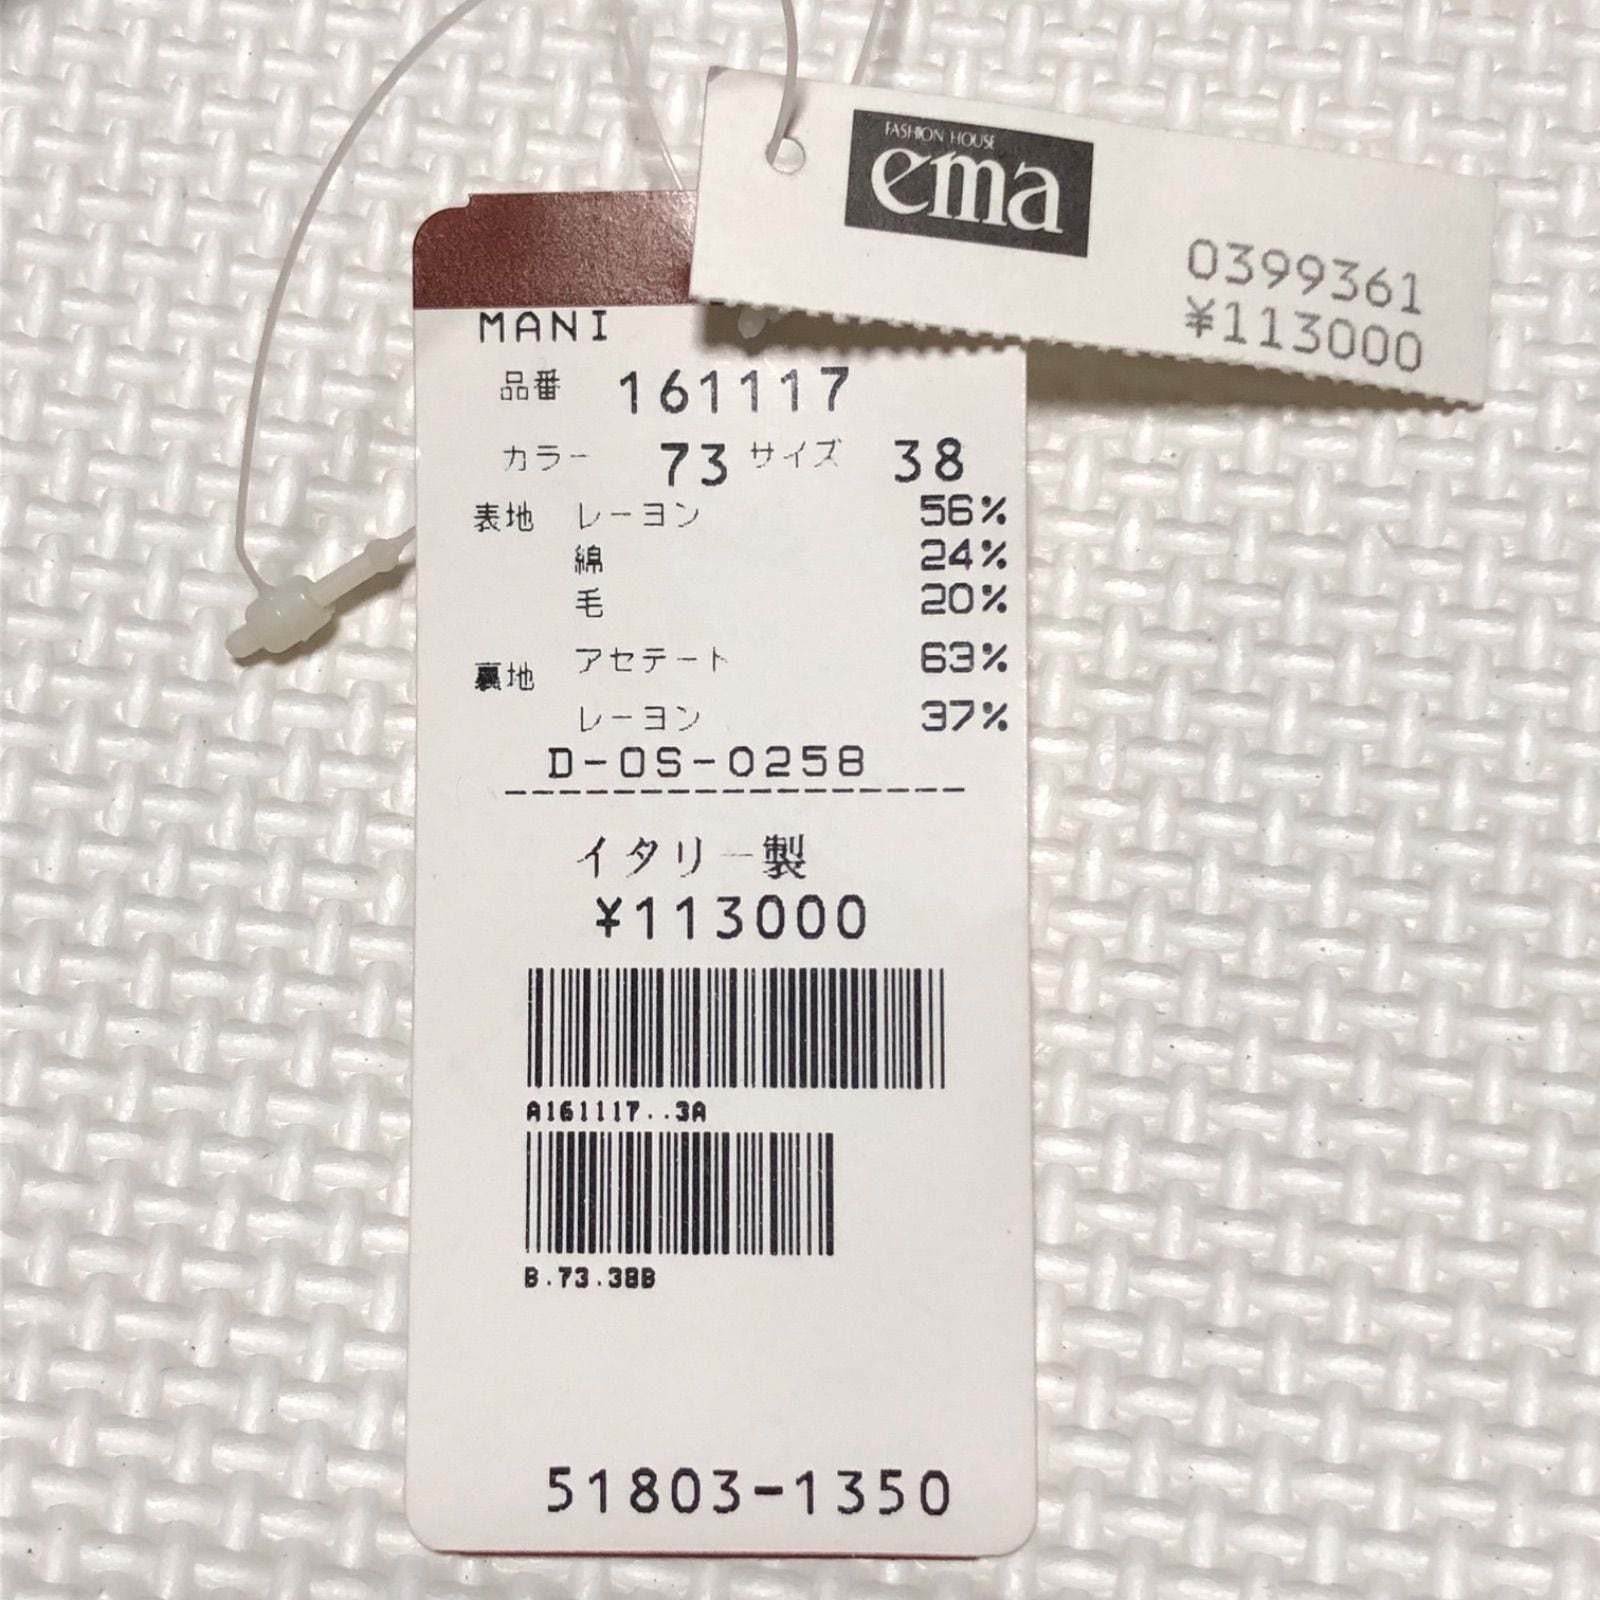 FASHION HOUSE
ema
0399361
¥113000
MANI
品番 161117
カラー 73 サイズ 38
表地 レーヨン 56%
綿 24%
毛 20%
裏地 アセテート 63%
レーヨン 37%
D-OS-0258
イタリー製
¥113000
A161117..3A
B.73.38B
51803-1350